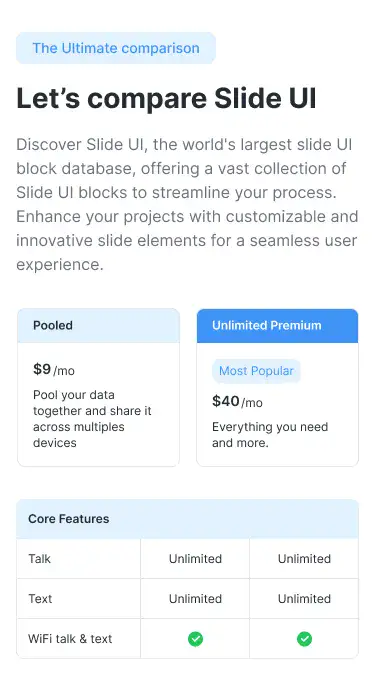 The Ultimate comparison
Let’s compare Slide UI
Discover Slide UI, the world's largest slide UI
block database, offering a vast collection of
Slide UI blocks to streamline your process.
Enhance your projects with customizable and
innovative slide elements for a seamless user
experience.
Pooled
$9/mo
Pool your data
together and share it
across multiples
devices
Unlimited Premium
Most Popular
$40/mo
Everything you need
and more.
Core Features
Talk Unlimited Unlimited
Text Unlimited Unlimited
WiFi talk & text